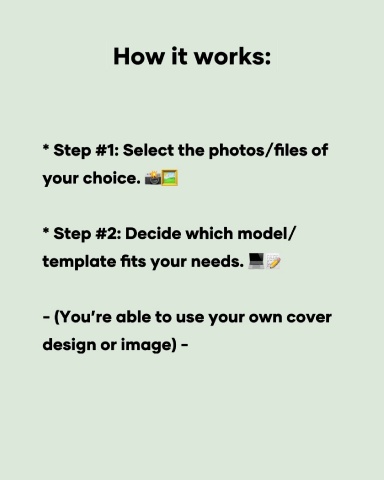 How it works:
* Step #1: Select the photos/files of
your choice. 📸🖼️
* Step #2: Decide which model/
template fits your needs. 💻📝
- (You’re able to use your own cover
design or image) -